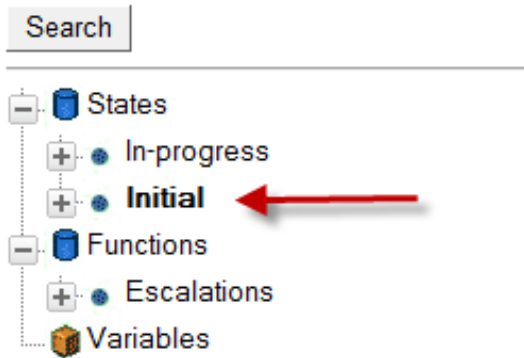 Search
States
In-progress
Initial
Functions
Escalations
Variables